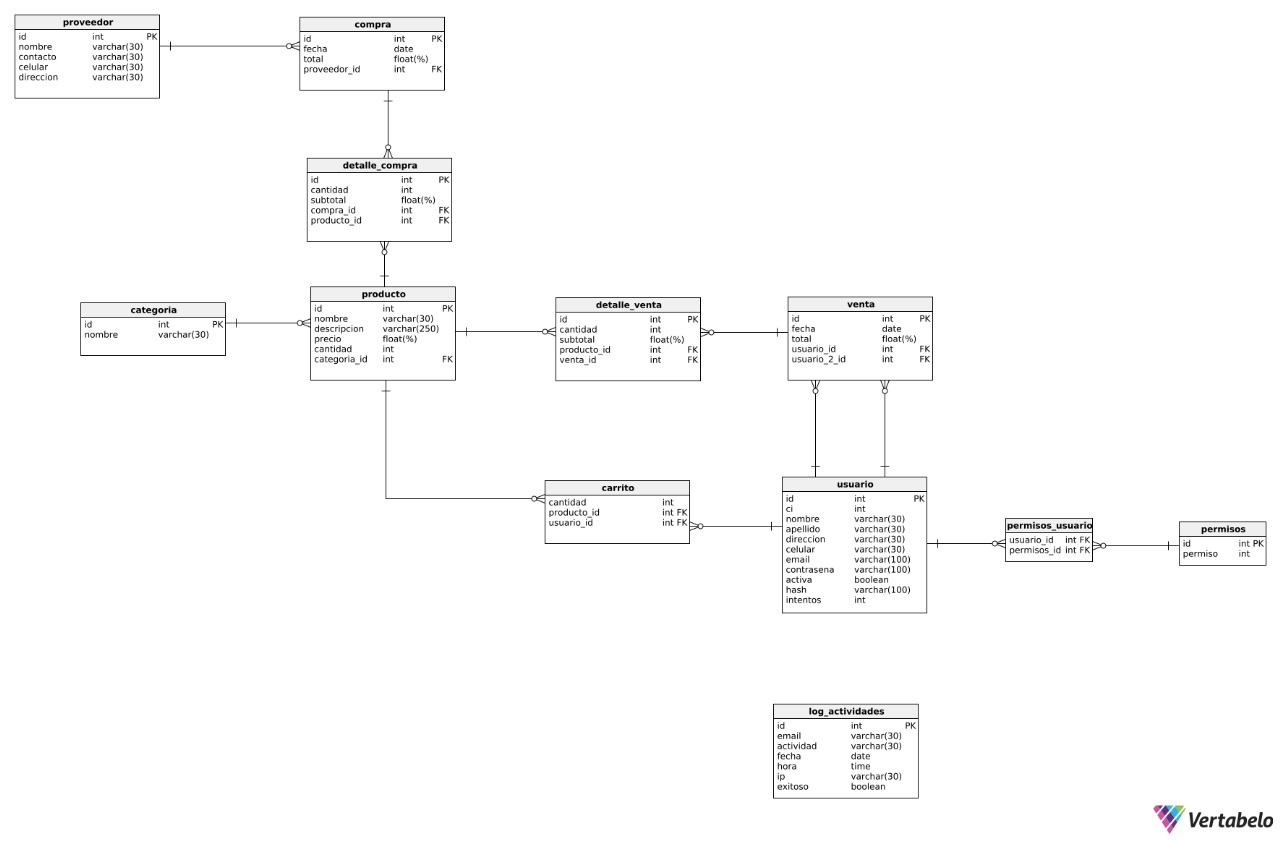 proveedor
id int PK
nombre varchar(30)
contacto varchar(30)
celular varchar(30)
direccion varchar(30)
compra
id int PK
fecha date
total float(%)
proveedor_id int FK
detalle_compra
id int PK
cantidad int
subtotal float(%)
compra_id int FK
producto_id int FK
categoria
id int PK
nombre varchar(30)
producto
id int PK
nombre varchar(30)
descripcion varchar(250)
precio float(%)
cantidad int
categoria_id int FK
detalle_venta
id int PK
cantidad int
subtotal float(%)
producto_id int FK
venta_id int FK
venta
id int PK
fecha date
total float(%)
usuario_id int FK
usuario_2_id int FK
carrito
cantidad int
producto_id int FK
usuario_id int FK
usuario
id int PK
ci int
nombre varchar(30)
apellido varchar(30)
direccion varchar(30)
celular varchar(30)
email varchar(100)
contrasena varchar(100)
activa boolean
hash varchar(100)
intentos int
permisos_usuario
usuario_id int FK
permisos_id int FK
permisos
id int PK
permiso int
log_actividades
id int PK
email varchar(30)
actividad varchar(30)
fecha date
hora time
ip varchar(30)
exitoso boolean
Vertabelo